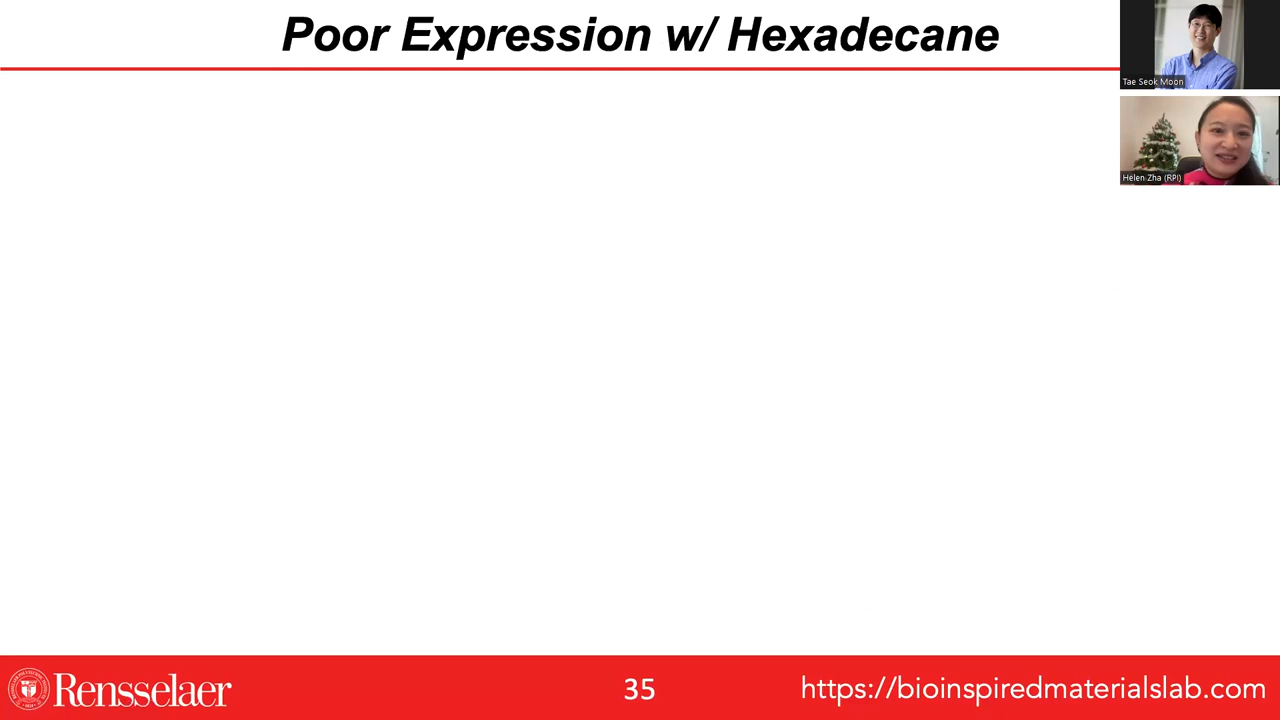 Poor Expression w/ Hexadecane
Tae Seok Moon
Helen Zha (RPI)
Rensselaer
35
https://bioinspiredmaterialslab.com